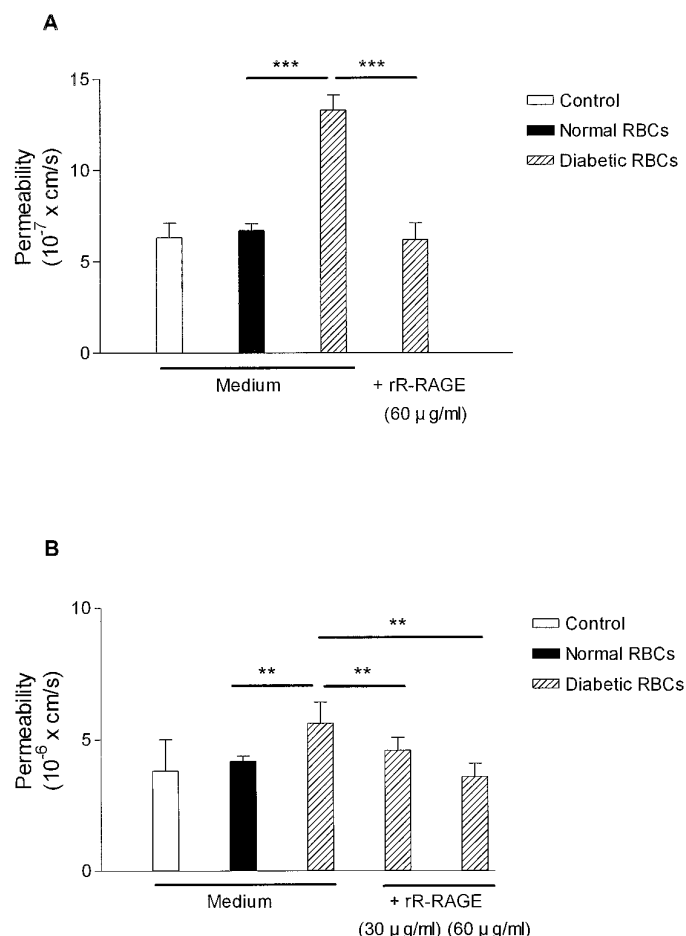 A
*** ***
15
10
5
0
Permeability
(10-7 x cm/s)
Control
Normal RBCs
Diabetic RBCs
Medium + rR-RAGE
(60 µ g/ml)
B
**
10
** **
5
0
Permeability
(10-6 x cm/s)
Control
Normal RBCs
Diabetic RBCs
Medium + rR-RAGE
(30 µ g/ml) (60 µ g/ml)